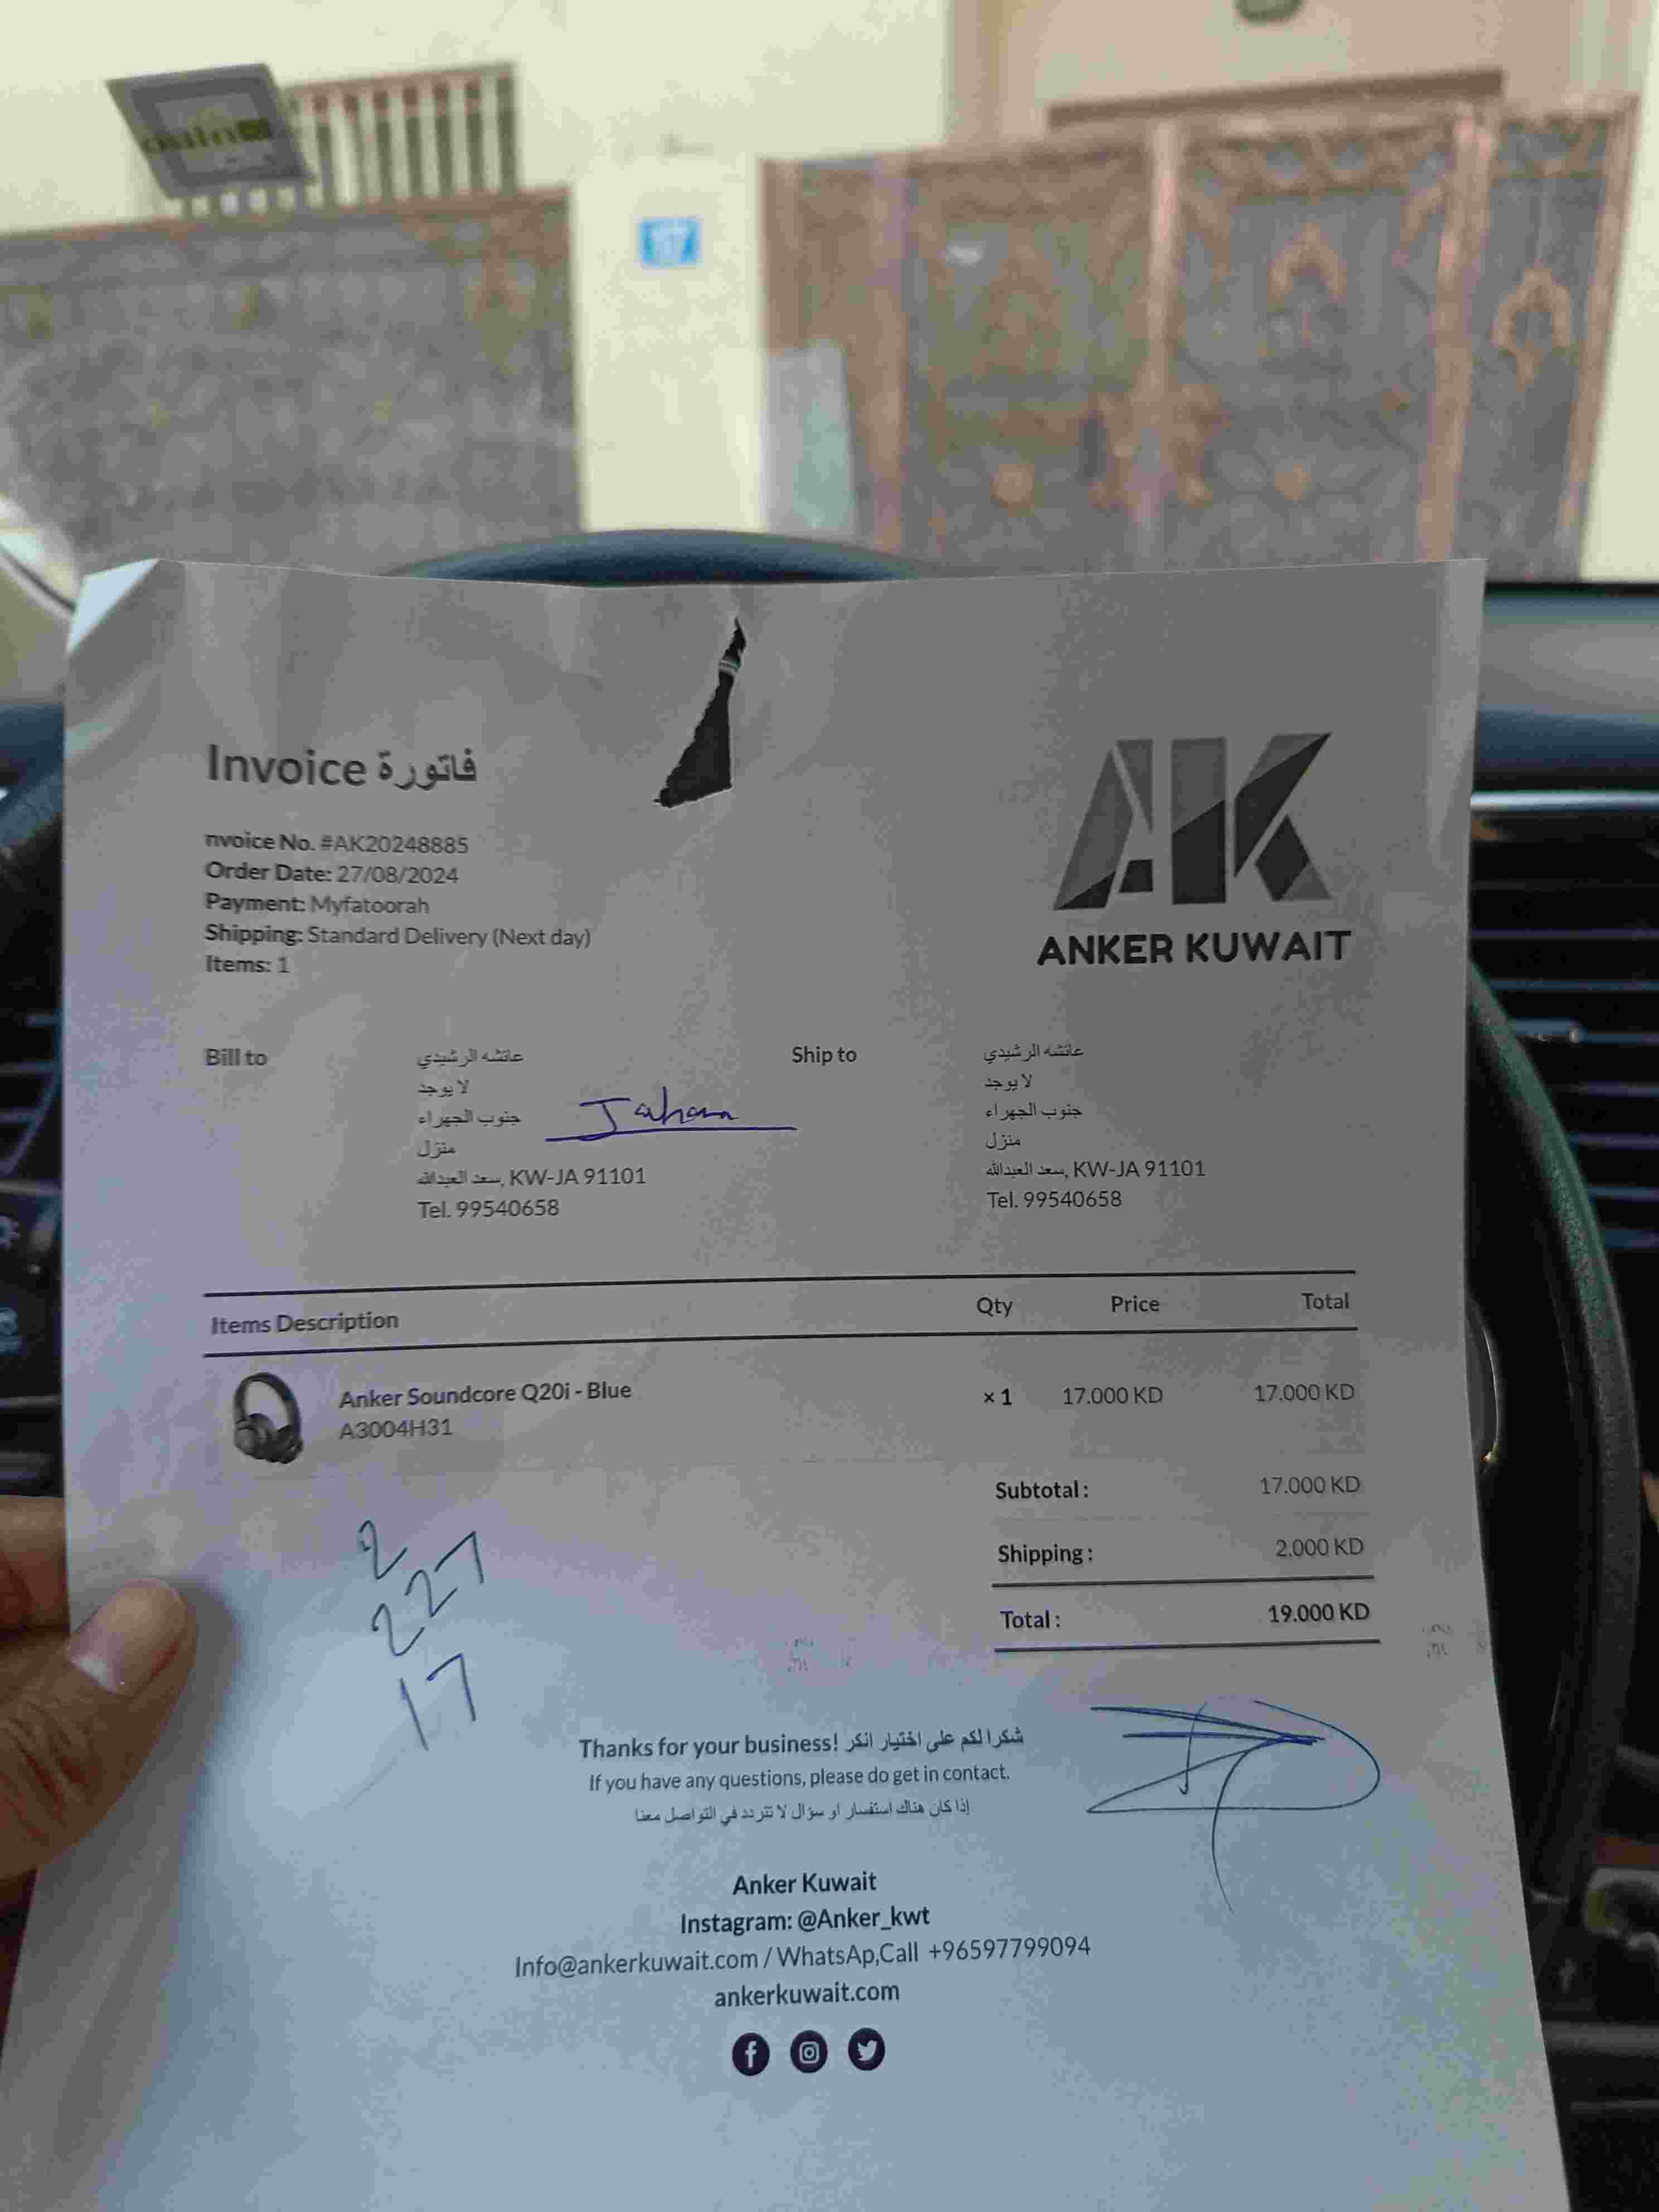 17
Invoice فاتورة
nvoice No. #AK20248885
Order Date: 27/08/2024
Payment: Myfatoorah
Shipping: Standard Delivery (Next day)
Items: 1
AK
ANKER KUWAIT
Bill to
عائشه الرشيدي
لا يوجد
جنوب الجهراء
منزل
سعد العبدالله, KW-JA 91101
Tel. 99540658
Jahara
Ship to
عائشه الرشيدي
لا يوجد
جنوب الجهراء
منزل
سعد العبدالله, KW-JA 91101
Tel. 99540658
Items Description Qty Price Total
Anker Soundcore Q20i - Blue × 1 17.000 KD 17.000 KD
A3004H31
Subtotal : 17.000 KD
Shipping : 2.000 KD
Total : 19.000 KD
2
227
17
Thanks for your business! شكرا لكم على اختيار انكر
If you have any questions, please do get in contact.
إذا كان هناك استفسار او سؤال لا تتردد في التواصل معنا
Anker Kuwait
Instagram: @Anker_kwt
Info@ankerkuwait.com / WhatsAp,Call +96597799094
ankerkuwait.com